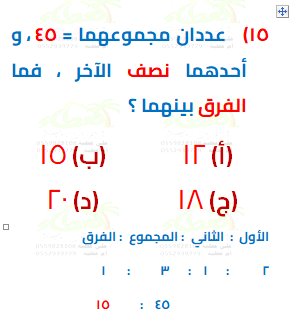 ١٥) عددان مجموعهما = ٤٥ ، و
أحدهما نصف الآخر ، فما
الفرق بينهما ؟
(أ) ١٢ (ب) ١٥
(ج) ١٨ (د) ٢٠
الأول : الثاني : المجموع : الفرق
٢ : ١ : ٣ : ١
٤٥ : ١٥